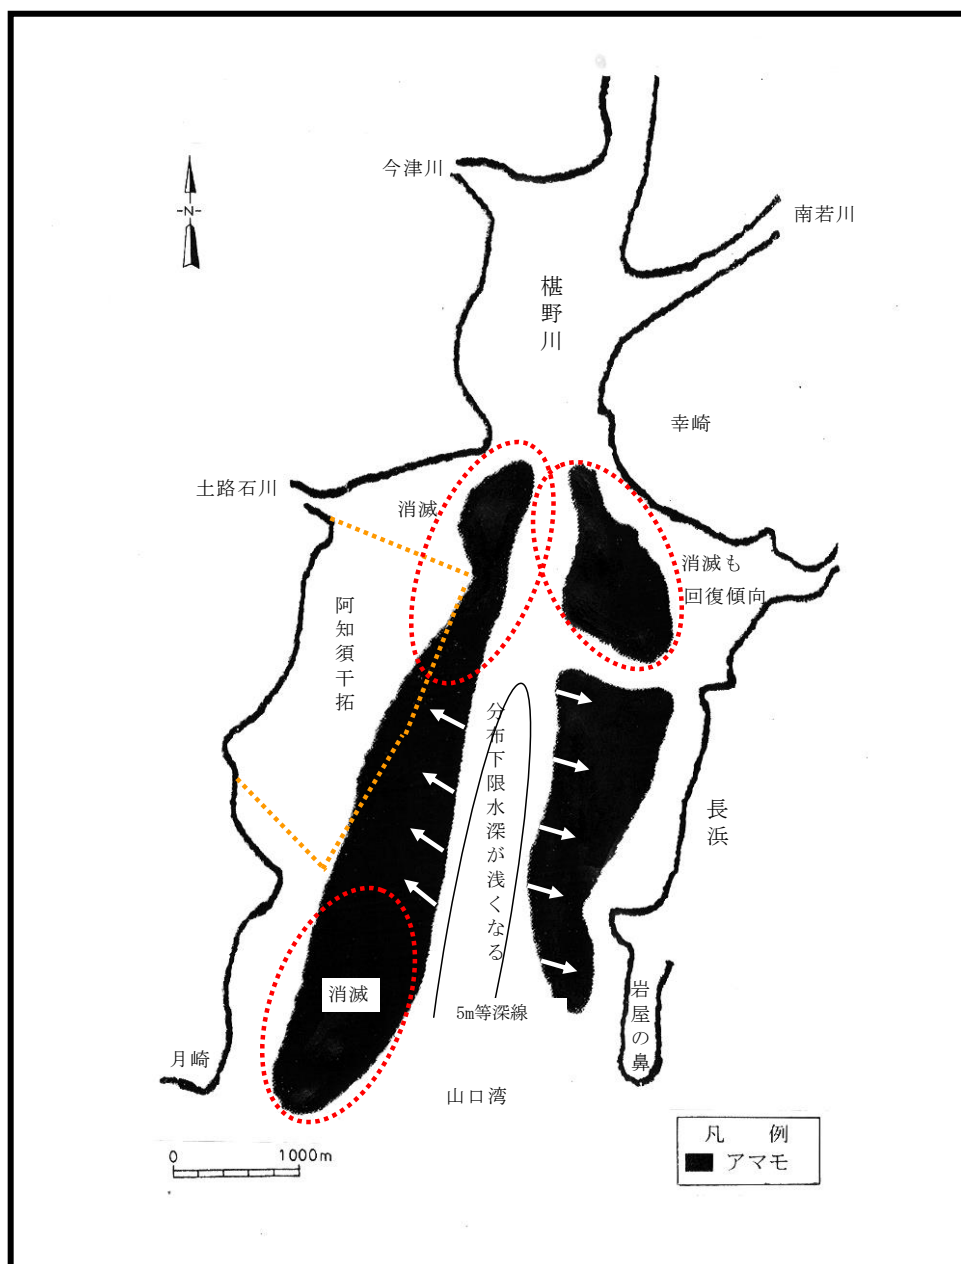 今津川
-N-
南若川
椹野川
幸崎
土路石川
消滅
消滅も
回復傾向
阿知須干拓
分布下限水深が浅くなる
長浜
消滅
岩屋の鼻
5m等深線
月崎
山口湾
凡 例
アマモ
0 1000m